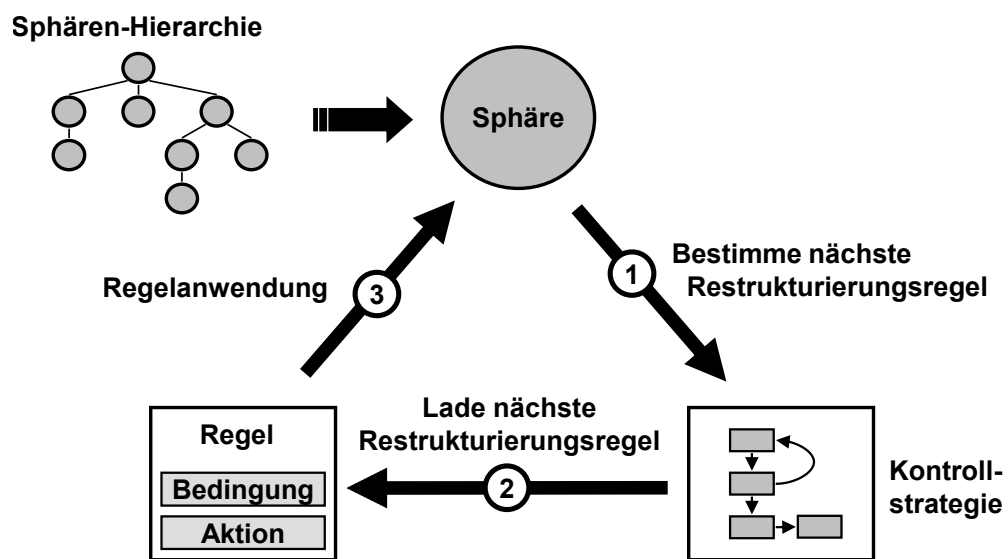 Sphären-Hierarchie
Sphäre
1
Bestimme nächste
Restrukturierungsregel
Regelanwendung
3
Lade nächste
Restrukturierungsregel
2
Regel
Bedingung
Aktion
Kontroll-
strategie